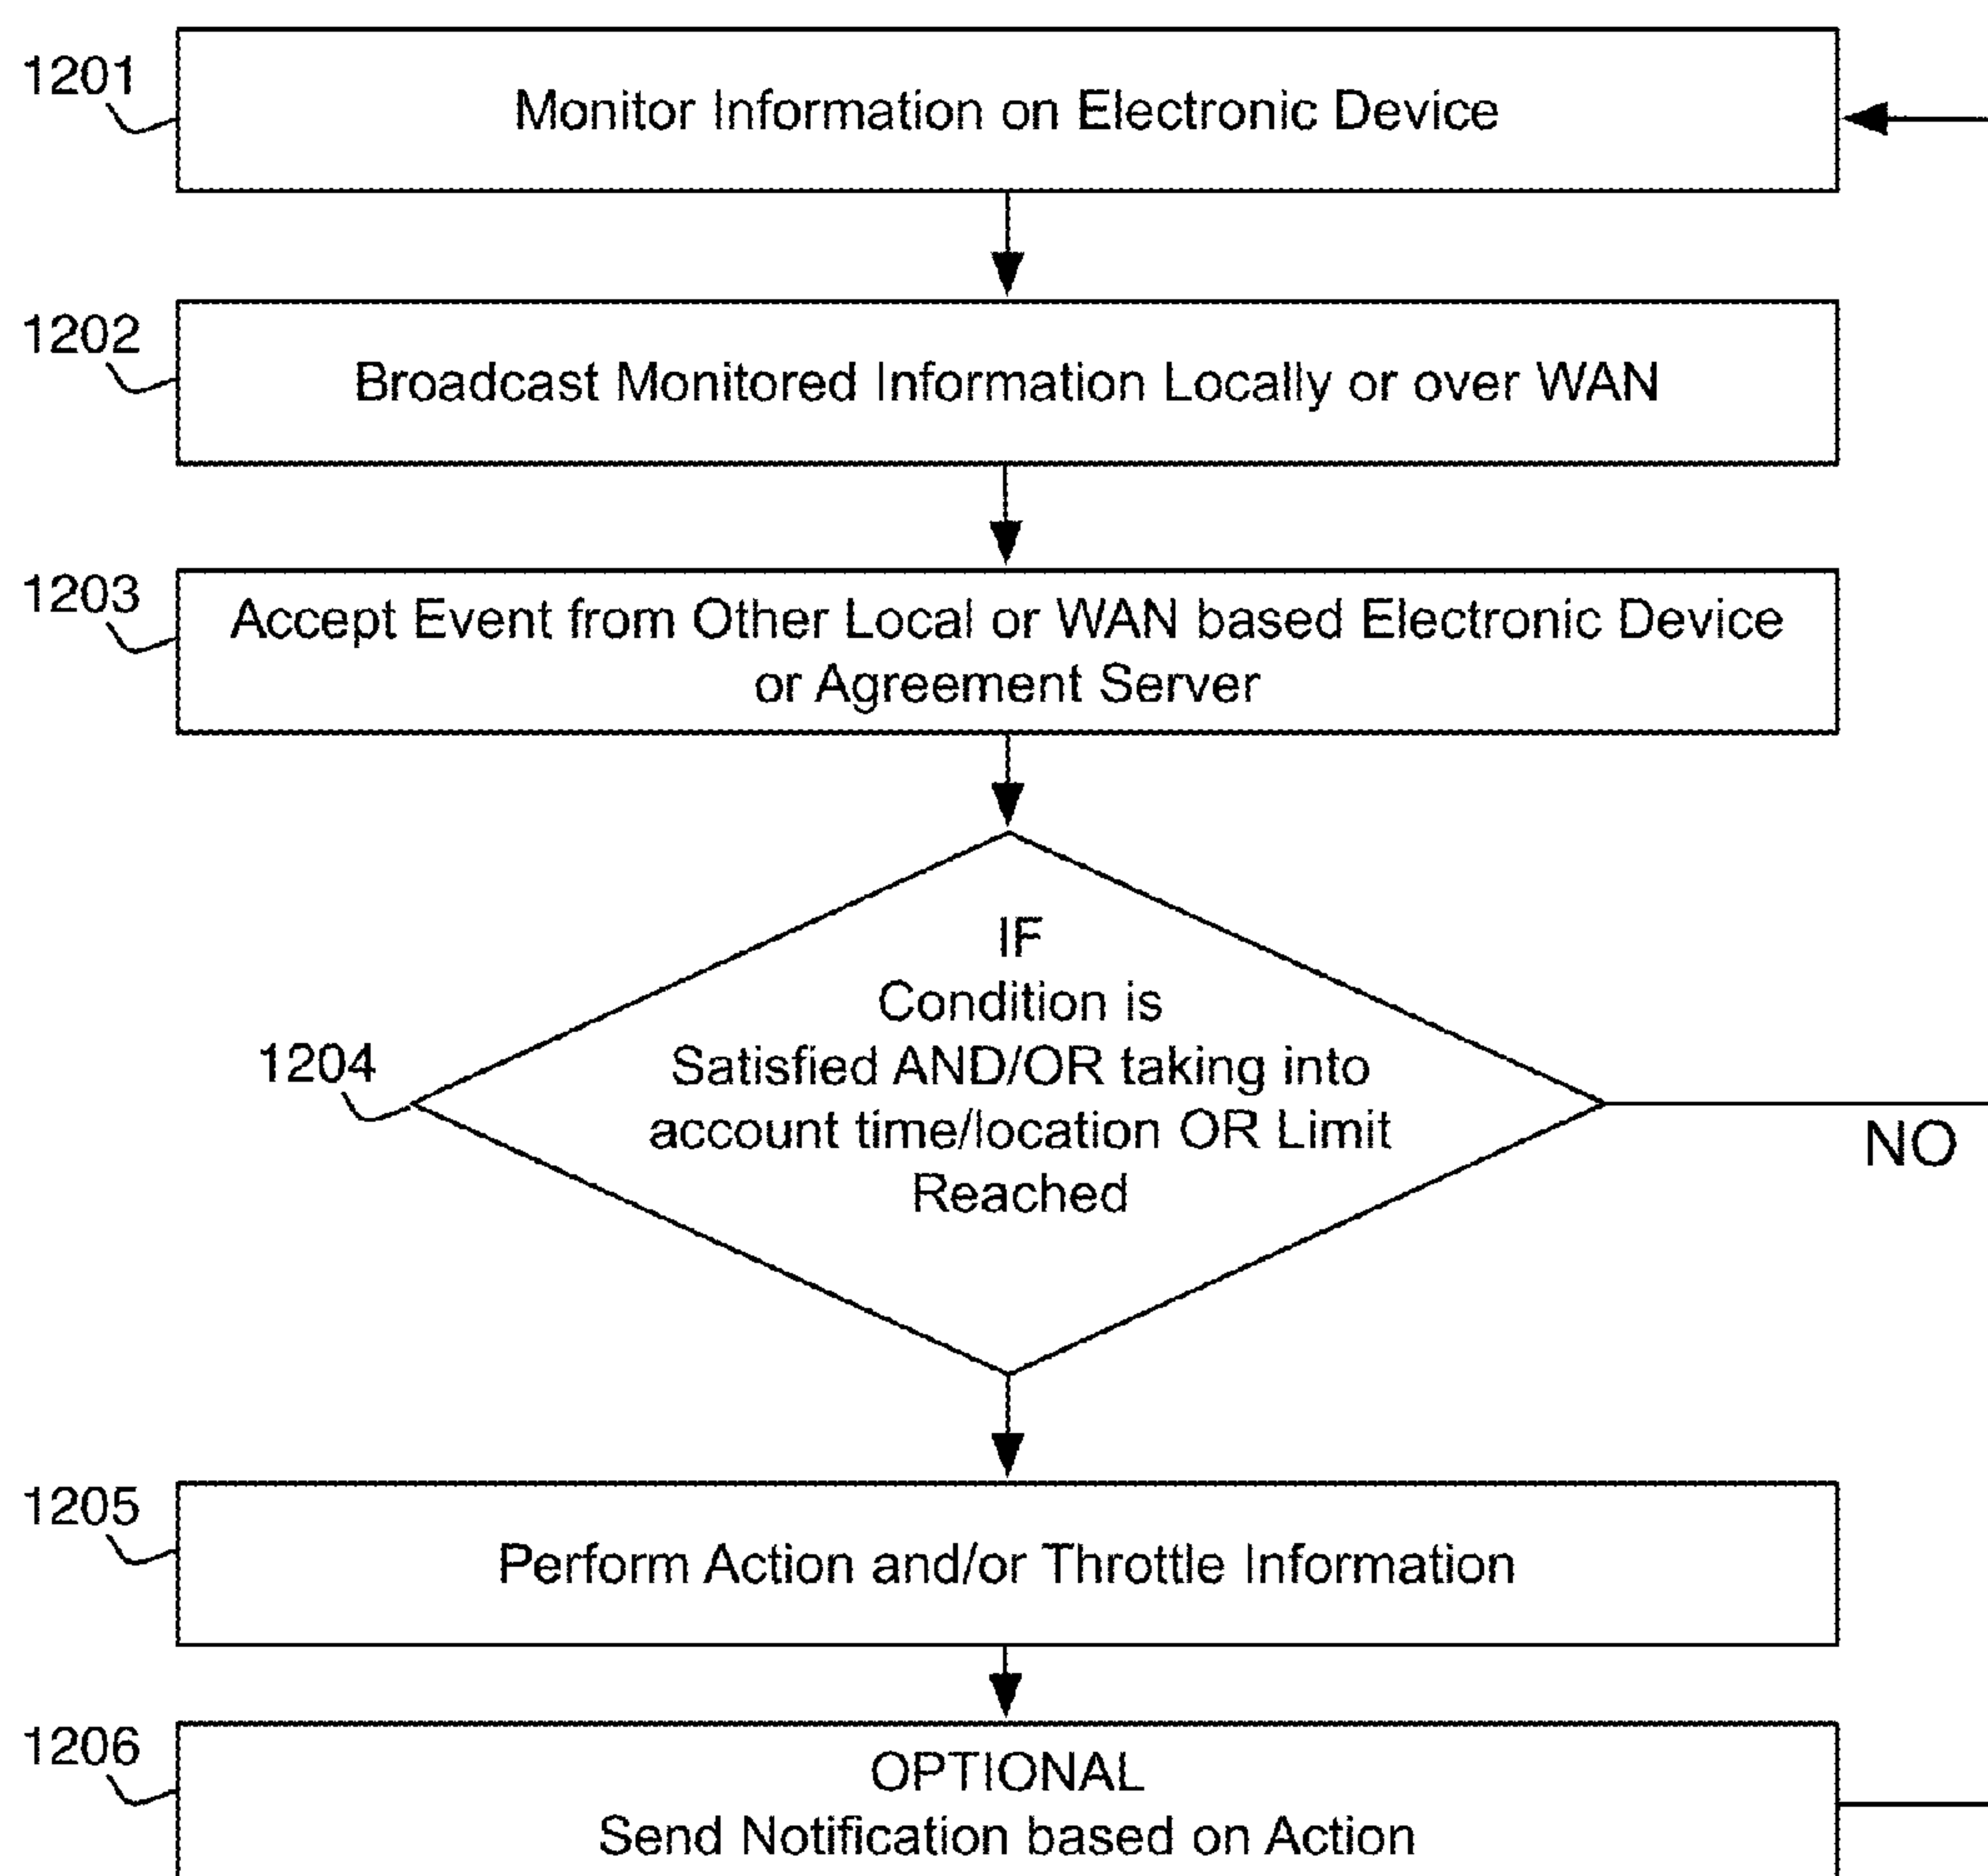 1201
Monitor Information on Electronic Device
1202
Broadcast Monitored Information Locally or over WAN
1203
Accept Event from Other Local or WAN based Electronic Device
or Agreement Server
IF
Condition is
Satisfied AND/OR taking into
account time/location OR Limit
Reached
1204
NO
1205
Perform Action and/or Throttle Information
1206
OPTIONAL
Send Notification based on Action